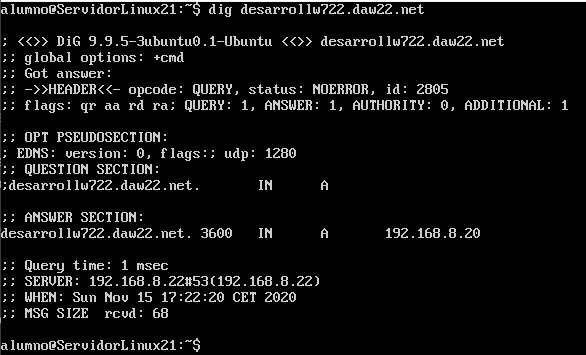 alumno@ServidorLinux21:~$ dig desarrollw722.daw22.net

; <<>> DiG 9.9.5-3ubuntu0.1-Ubuntu <<>> desarrollw722.daw22.net
;; global options: +cmd
;; Got answer:
;; ->>HEADER<<- opcode: QUERY, status: NOERROR, id: 2805
;; flags: qr aa rd ra; QUERY: 1, ANSWER: 1, AUTHORITY: 0, ADDITIONAL: 1

;; OPT PSEUDOSECTION:
; EDNS: version: 0, flags:; udp: 1280
;; QUESTION SECTION:
;desarrollw722.daw22.net. IN A

;; ANSWER SECTION:
desarrollw722.daw22.net. 3600 IN A 192.168.8.20

;; Query time: 1 msec
;; SERVER: 192.168.8.22#53(192.168.8.22)
;; WHEN: Sun Nov 15 17:22:20 CET 2020
;; MSG SIZE rcvd: 68

alumno@ServidorLinux21:~$